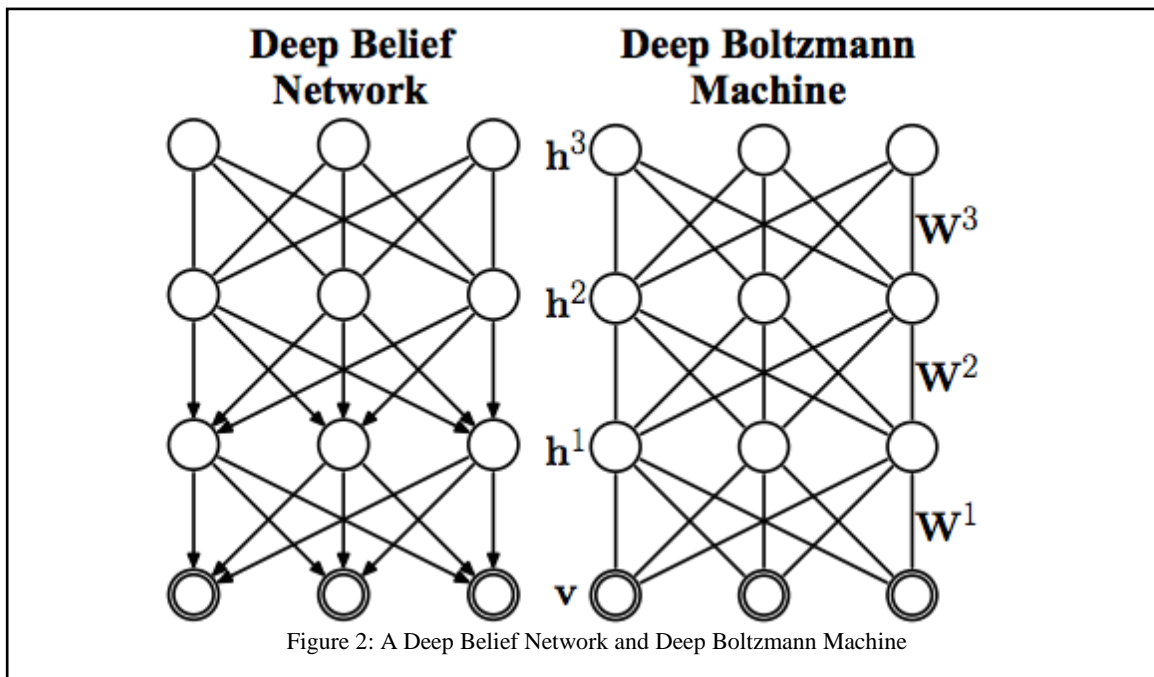 Deep Belief
Network
Deep Boltzmann
Machine
h³
W³
h²
W²
h¹
W¹
v
Figure 2: A Deep Belief Network and Deep Boltzmann Machine